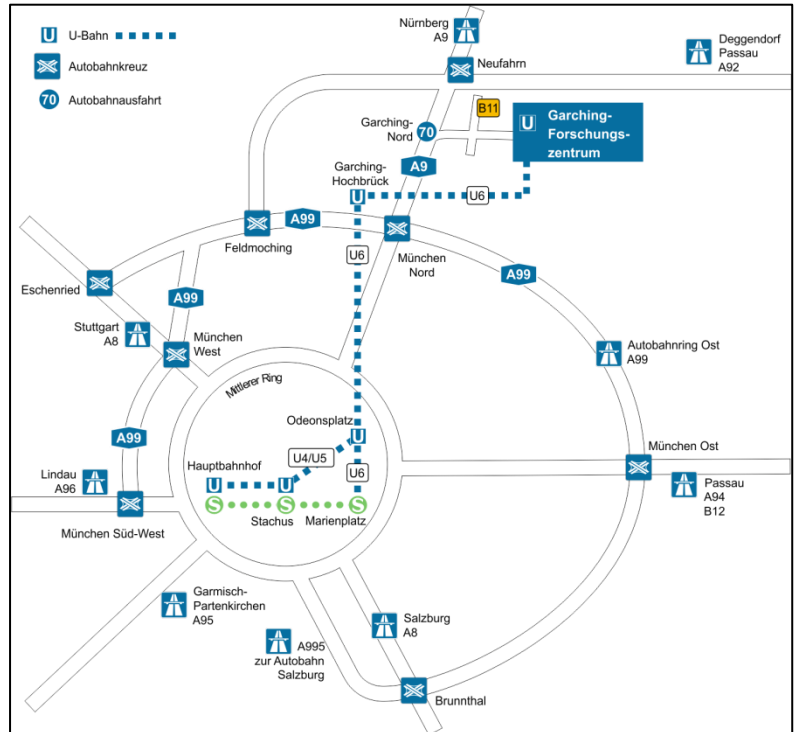 U U-Bahn
Autobahnkreuz
70 Autobahnausfahrt
Nürnberg
A9
Neufahrn
Deggendorf
Passau
A92
B11
Garching-
Nord
70
U Garching-
Forschungs-
zentrum
A9
Garching-
Hochbrück
U
U6
A99
Feldmoching
München
Nord
U6
A99
Eschenried
A99
Stuttgart
A8
München
West
Autobahnring Ost
A99
Mittlerer Ring
Odeonsplatz
U
A99
U4/U5
Hauptbahnhof
U
U
U6
München Ost
Lindau
A96
Passau
A94
B12
S
S
S
Stachus
Marienplatz
München Süd-West
Garmisch-
Partenkirchen
A95
Salzburg
A8
A995
zur Autobahn
Salzburg
Brunnthal